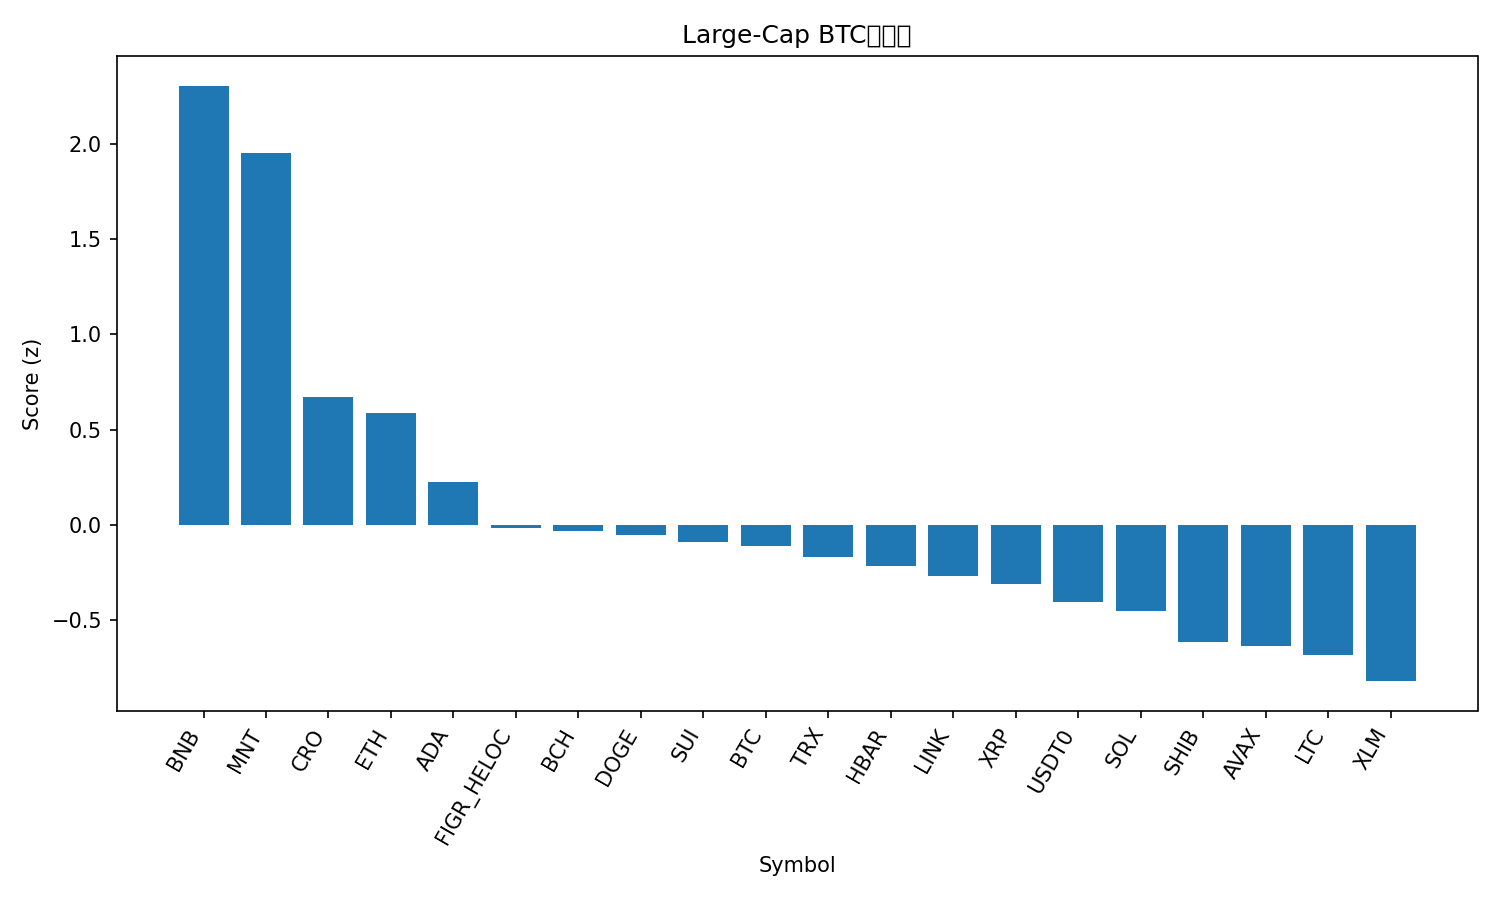 Large-Cap BTC
Score (z)
2.0
1.5
1.0
0.5
0.0
−0.5
BNB
MNT
CRO
ETH
ADA
FIGR_HELOC
BCH
DOGE
SUI
BTC
TRX
HBAR
LINK
XRP
USDT0
SOL
SHIB
AVAX
LTC
XLM
Symbol